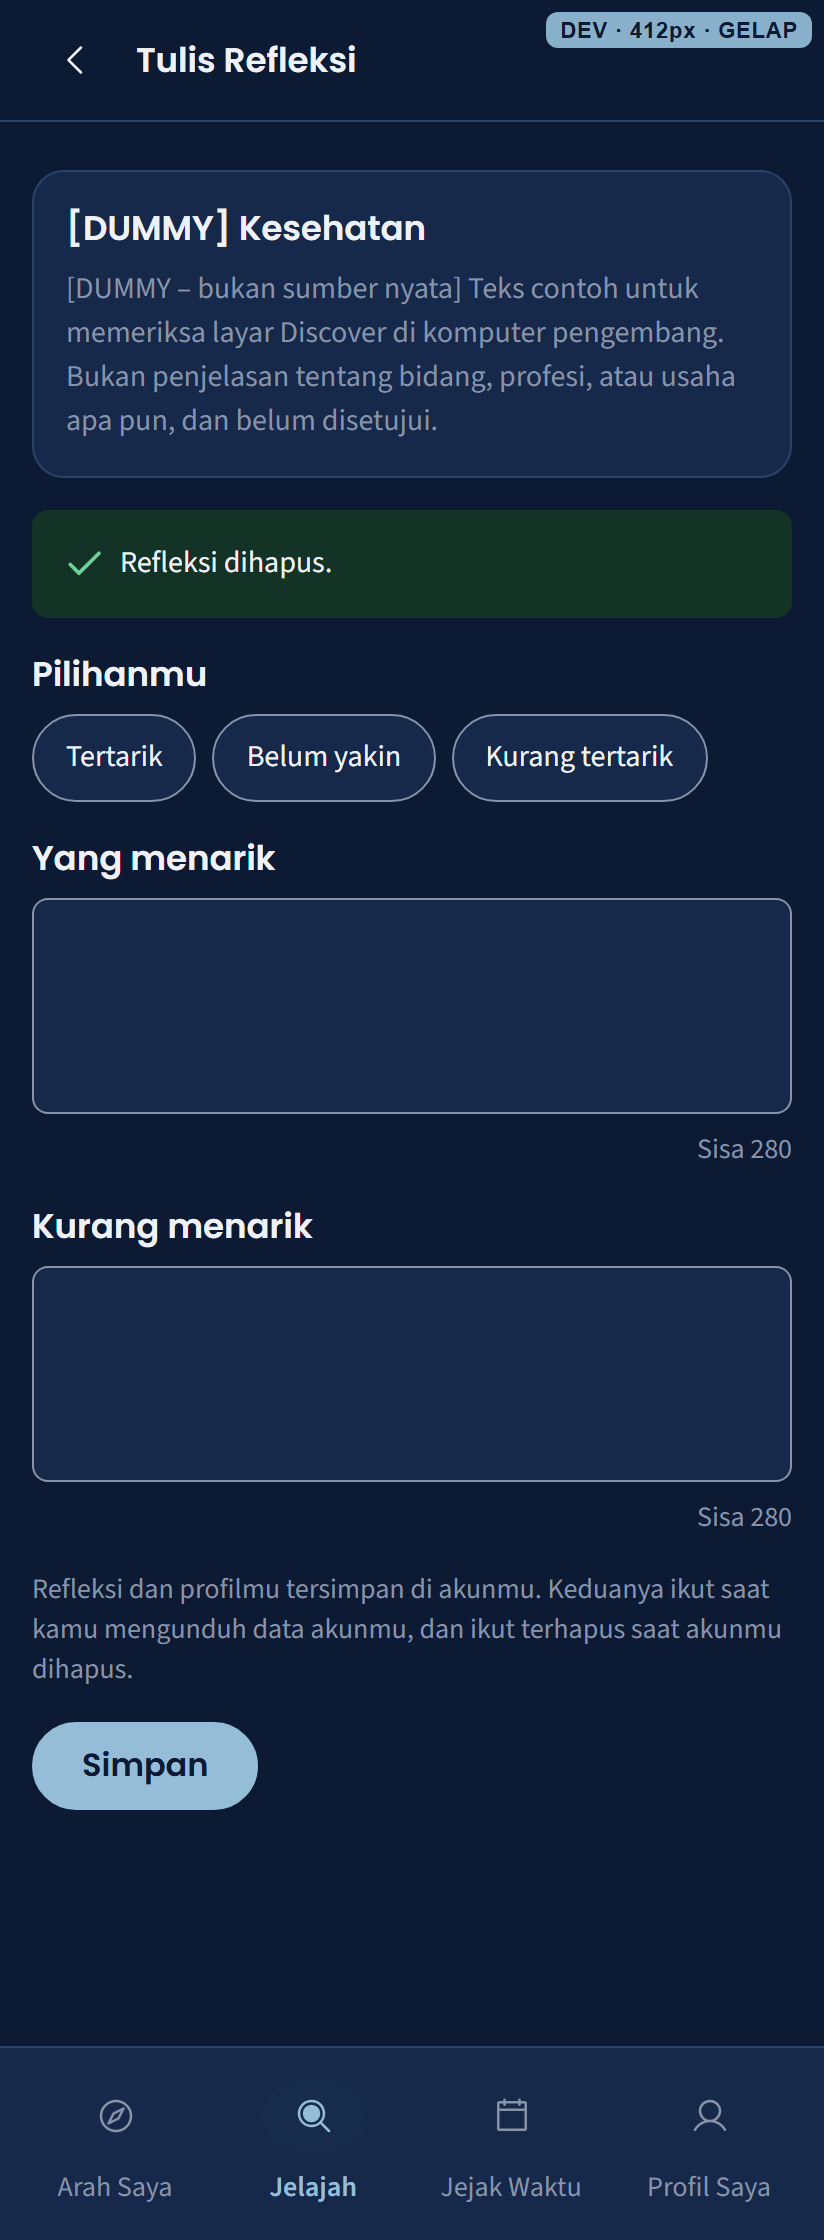 DEV · 412px · GELAP
Tulis Refleksi
[DUMMY] Kesehatan
[DUMMY – bukan sumber nyata] Teks contoh untuk
memeriksa layar Discover di komputer pengembang.
Bukan penjelasan tentang bidang, profesi, atau usaha
apa pun, dan belum disetujui.
Refleksi dihapus.
Pilihanmu
Tertarik
Belum yakin
Kurang tertarik
Yang menarik
Sisa 280
Kurang menarik
Sisa 280
Refleksi dan profilmu tersimpan di akunmu. Keduanya ikut saat
kamu mengunduh data akunmu, dan ikut terhapus saat akunmu
dihapus.
Simpan
Arah Saya
Jelajah
Jejak Waktu
Profil Saya